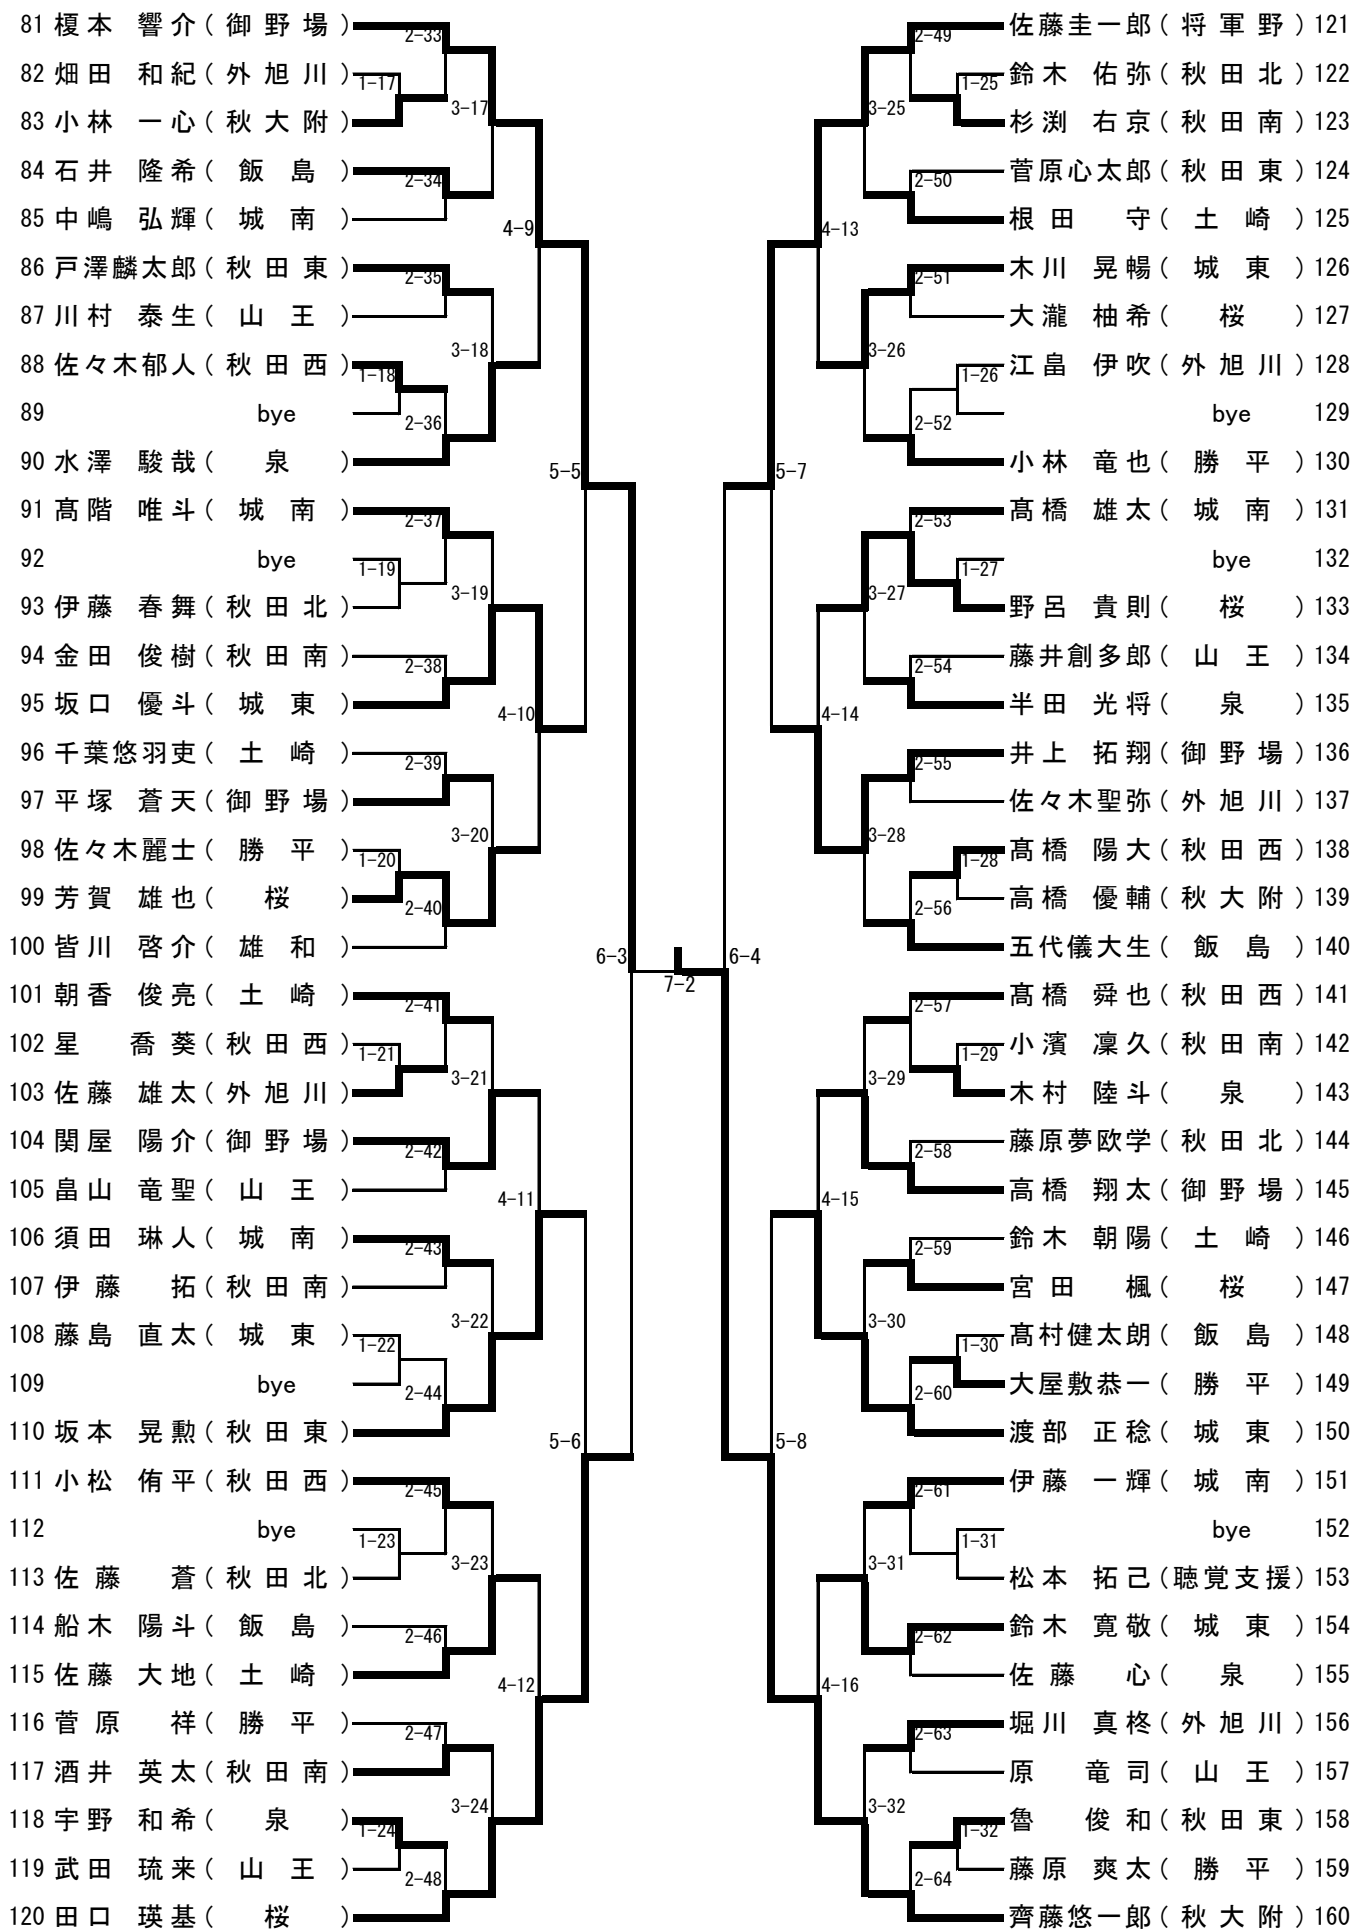 81 榎本 響介 ( 御野場 )
2-33
82 畑田 和紀 ( 外旭川 )
1-17
3-17
83 小林 一心 ( 秋大附 )
84 石井 隆希 ( 飯島 )
2-34
85 中嶋 弘輝 ( 城南 )
4-9
86 戸澤麟太郎 ( 秋田東 )
2-35
87 川村 泰生 ( 山王 )
3-18
88 佐々木郁人 ( 秋田西 )
1-18
89 bye
2-36
90 水澤 駿哉 ( 泉 )
5-5
91 髙階 唯斗 ( 城南 )
2-37
92 bye
1-19
3-19
93 伊藤 春舞 ( 秋田北 )
94 金田 俊樹 ( 秋田南 )
2-38
95 坂口 優斗 ( 城東 )
4-10
96 千葉悠羽吏 ( 土崎 )
2-39
97 平塚 蒼天 ( 御野場 )
3-20
98 佐々木麗士 ( 勝平 )
1-20
99 芳賀 雄也 ( 桜 )
2-40
100 皆川 啓介 ( 雄和 )
6-3
101 朝香 俊亮 ( 土崎 )
2-41
102 星 喬葵 ( 秋田西 )
1-21
3-21
103 佐藤 雄太 ( 外旭川 )
104 関屋 陽介 ( 御野場 )
2-42
105 畠山 竜聖 ( 山王 )
4-11
106 須田 琳人 ( 城南 )
2-43
107 伊藤 拓 ( 秋田南 )
3-22
108 藤島 直太 ( 城東 )
1-22
109 bye
2-44
110 坂本 晃勲 ( 秋田東 )
5-6
111 小松 侑平 ( 秋田西 )
2-45
112 bye
1-23
3-23
113 佐藤 蒼 ( 秋田北 )
114 船木 陽斗 ( 飯島 )
2-46
115 佐藤 大地 ( 土崎 )
4-12
116 菅原 祥 ( 勝平 )
2-47
117 酒井 英太 ( 秋田南 )
3-24
118 宇野 和希 ( 泉 )
1-24
119 武田 琉来 ( 山王 )
2-48
120 田口 瑛基 ( 桜 )
7-2
佐藤圭一郎 ( 将軍野 ) 121
2-49
鈴木 佑弥 ( 秋田北 ) 122
1-25
3-25
杉渕 右京 ( 秋田南 ) 123
菅原心太郎 ( 秋田東 ) 124
2-50
根田 守 ( 土崎 ) 125
4-13
木川 晃暢 ( 城東 ) 126
2-51
大瀧 柚希 ( 桜 ) 127
3-26
江畠 伊吹 ( 外旭川 ) 128
1-26
bye 129
2-52
小林 竜也 ( 勝平 ) 130
5-7
髙橋 雄太 ( 城南 ) 131
2-53
bye 132
1-27
3-27
野呂 貴則 ( 桜 ) 133
藤井創多郎 ( 山王 ) 134
2-54
半田 光将 ( 泉 ) 135
4-14
井上 拓翔 ( 御野場 ) 136
2-55
佐々木聖弥 ( 外旭川 ) 137
3-28
髙橋 陽大 ( 秋田西 ) 138
1-28
高橋 優輔 ( 秋大附 ) 139
2-56
五代儀大生 ( 飯島 ) 140
6-4
髙橋 舜也 ( 秋田西 ) 141
2-57
小濱 凜久 ( 秋田南 ) 142
1-29
3-29
木村 陸斗 ( 泉 ) 143
藤原夢欧学 ( 秋田北 ) 144
2-58
高橋 翔太 ( 御野場 ) 145
4-15
鈴木 朝陽 ( 土崎 ) 146
2-59
宮田 楓 ( 桜 ) 147
3-30
髙村健太朗 ( 飯島 ) 148
1-30
大屋敷恭一 ( 勝平 ) 149
2-60
渡部 正稔 ( 城東 ) 150
5-8
伊藤 一輝 ( 城南 ) 151
2-61
bye 152
1-31
3-31
松本 拓己 (聴覚支援) 153
鈴木 寛敬 ( 城東 ) 154
2-62
佐藤 心 ( 泉 ) 155
4-16
堀川 真柊 ( 外旭川 ) 156
2-63
原 竜司 ( 山王 ) 157
3-32
魯 俊和 ( 秋田東 ) 158
1-32
藤原 爽太 ( 勝平 ) 159
2-64
齊藤悠一郎 ( 秋大附 ) 160